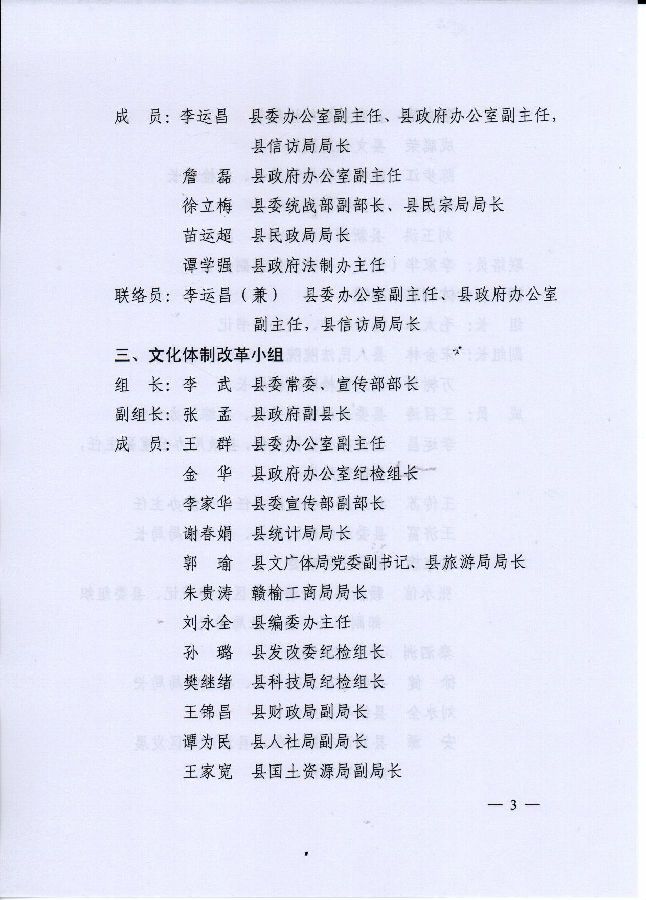 成　员：李运昌　县委办公室副主任、县政府办公室副主任，
县信访局局长
詹　磊　县政府办公室副主任
徐立梅　县委统战部副部长、县民宗局局长
苗运超　县民政局局长
谭学强　县政府法制办主任
联络员：李运昌（兼）　县委办公室副主任、县政府办公室
副主任，县信访局局长
三、文化体制改革小组
组　长：李　武　县委常委、宣传部部长
副组长：张　孟　县政府副县长
成　员：王　群　县委办公室副主任
金　华　县政府办公室纪检组长
李家华　县委宣传部副部长
谢春娟　县统计局局长
郭　瑜　县文广体局党委副书记、县旅游局局长
朱贵涛　赣榆工商局局长
刘永全　县编委办主任
孙　璐　县发改委纪检组长
樊继绪　县科技局纪检组长
王锦昌　县财政局副局长
谭为民　县人社局副局长
王家宽　县国土资源局副局长
— 3 —